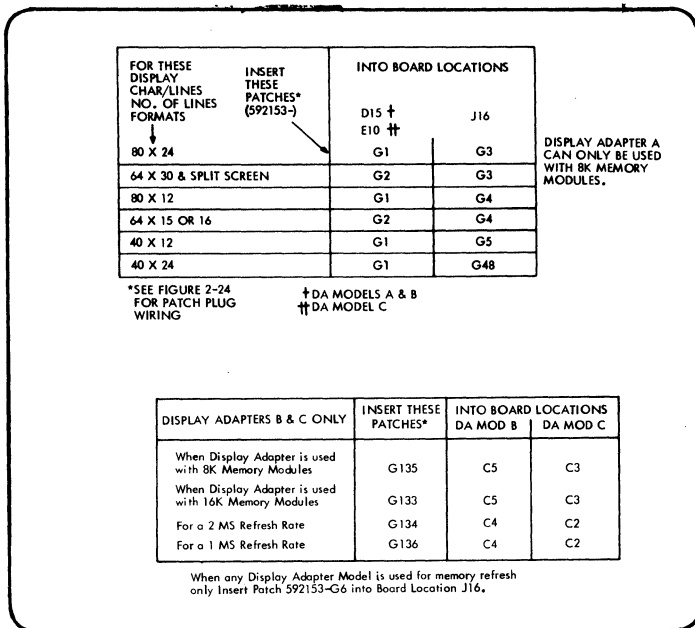 FOR THESE DISPLAY CHAR/LINES NO. OF LINES FORMATS
INSERT THESE PATCHES* (592153-)
INTO BOARD LOCATIONS
D15 †
E10 ††
J16
80 X 24 G1 G3
64 X 30 & SPLIT SCREEN G2 G3
80 X 12 G1 G4
64 X 15 OR 16 G2 G4
40 X 12 G1 G5
40 X 24 G1 G48
DISPLAY ADAPTER A
CAN ONLY BE USED
WITH 8K MEMORY
MODULES.
*SEE FIGURE 2-24
FOR PATCH PLUG
WIRING
† DA MODELS A & B
†† DA MODEL C
DISPLAY ADAPTERS B & C ONLY
INSERT THESE
PATCHES*
INTO BOARD LOCATIONS
DA MOD B DA MOD C
When Display Adapter is used
with 8K Memory Modules G135 C5 C3
When Display Adapter is used
with 16K Memory Modules G133 C5 C3
For a 2 MS Refresh Rate G134 C4 C2
For a 1 MS Refresh Rate G136 C4 C2
When any Display Adapter Model is used for memory refresh
only Insert Patch 592153-G6 into Board Location J16.